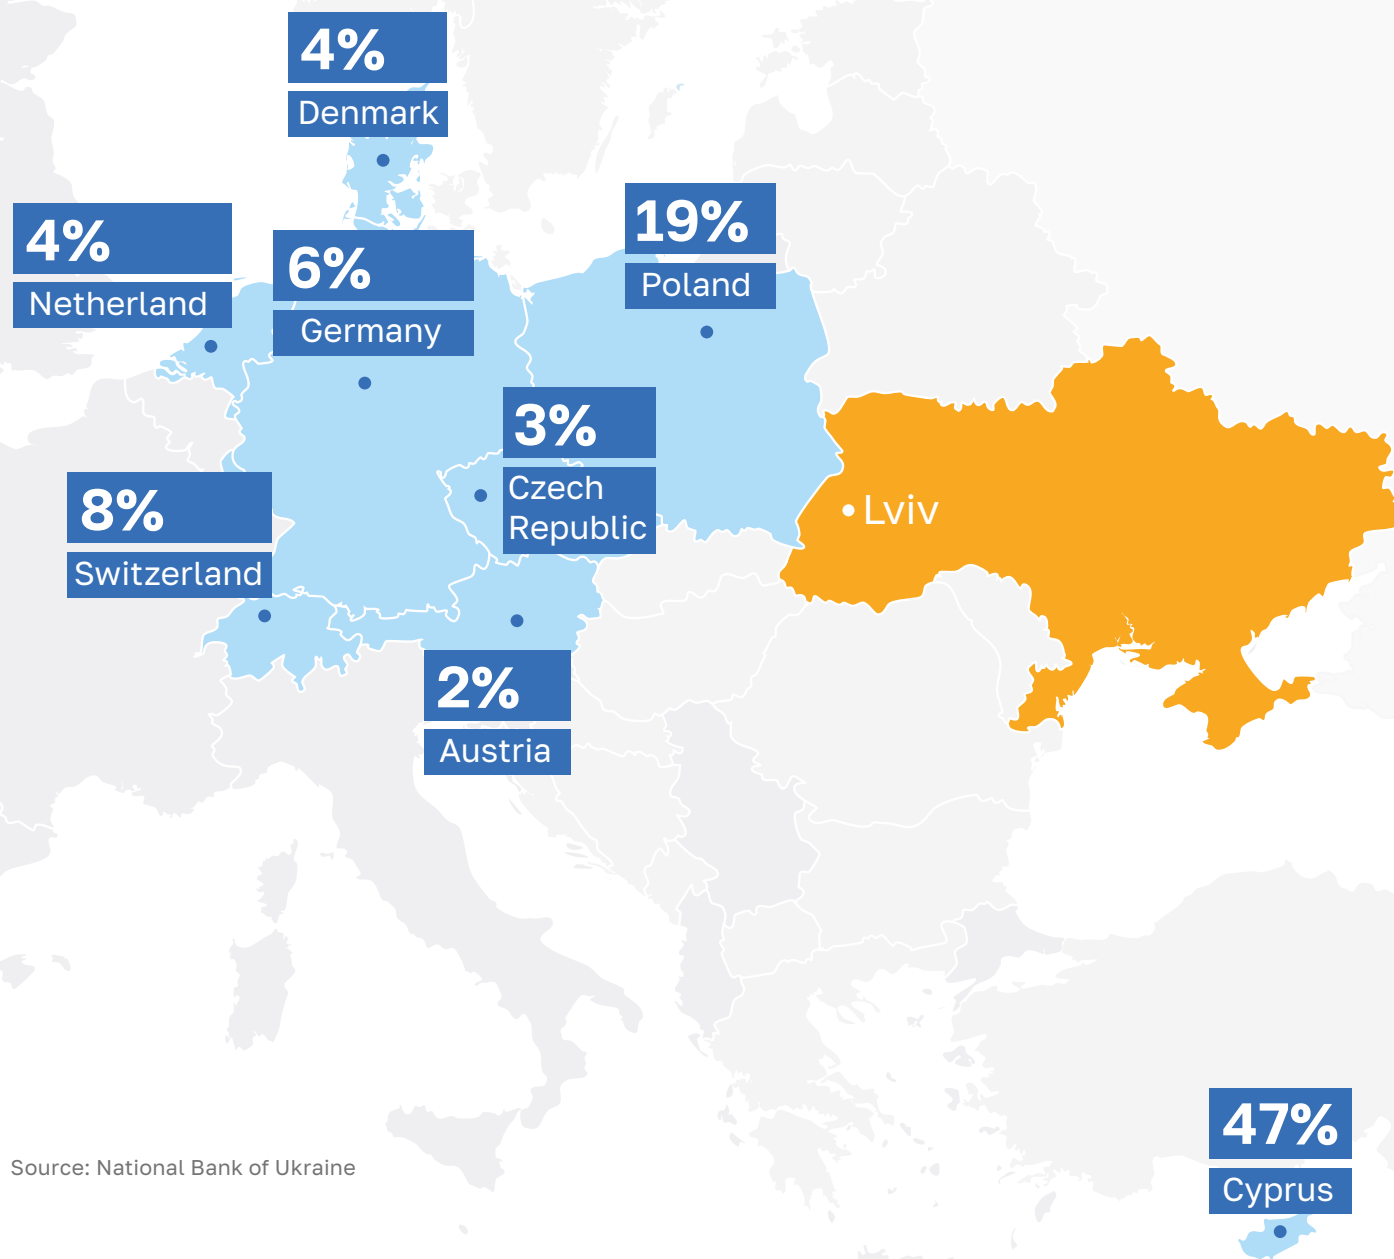 4%
Denmark
4%
Netherland
6%
Germany
19%
Poland
3%
Czech
Republic
8%
Switzerland
Lviv
2%
Austria
47%
Cyprus
Source: National Bank of Ukraine